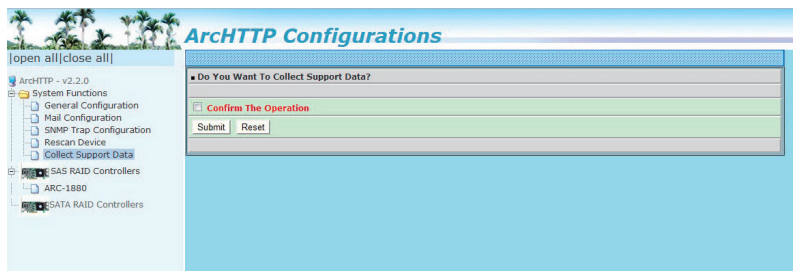 ArcHTTP Configurations
|open all|close all|
ArcHTTP - v2.2.0
System Functions
General Configuration
Mail Configuration
SNMP Trap Configuration
Rescan Device
Collect Support Data
SAS RAID Controllers
ARC-1880
SATA RAID Controllers
Do You Want To Collect Support Data?
Confirm The Operation
Submit Reset